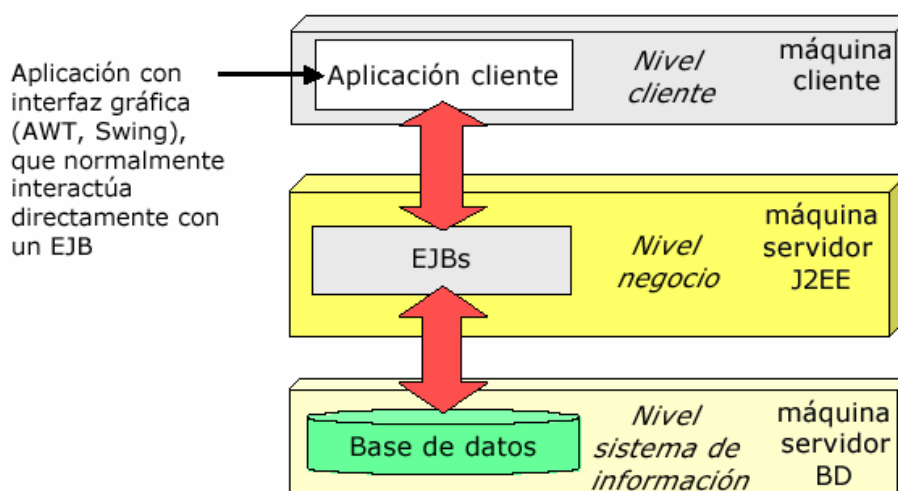 Aplicación con
interfaz gráfica
(AWT, Swing),
que normalmente
interactúa
directamente con
un EJB
Aplicación cliente
Nivel
cliente
máquina
cliente
EJBs
Nivel
negocio
máquina
servidor
J2EE
Base de datos
Nivel
sistema de
información
máquina
servidor
BD